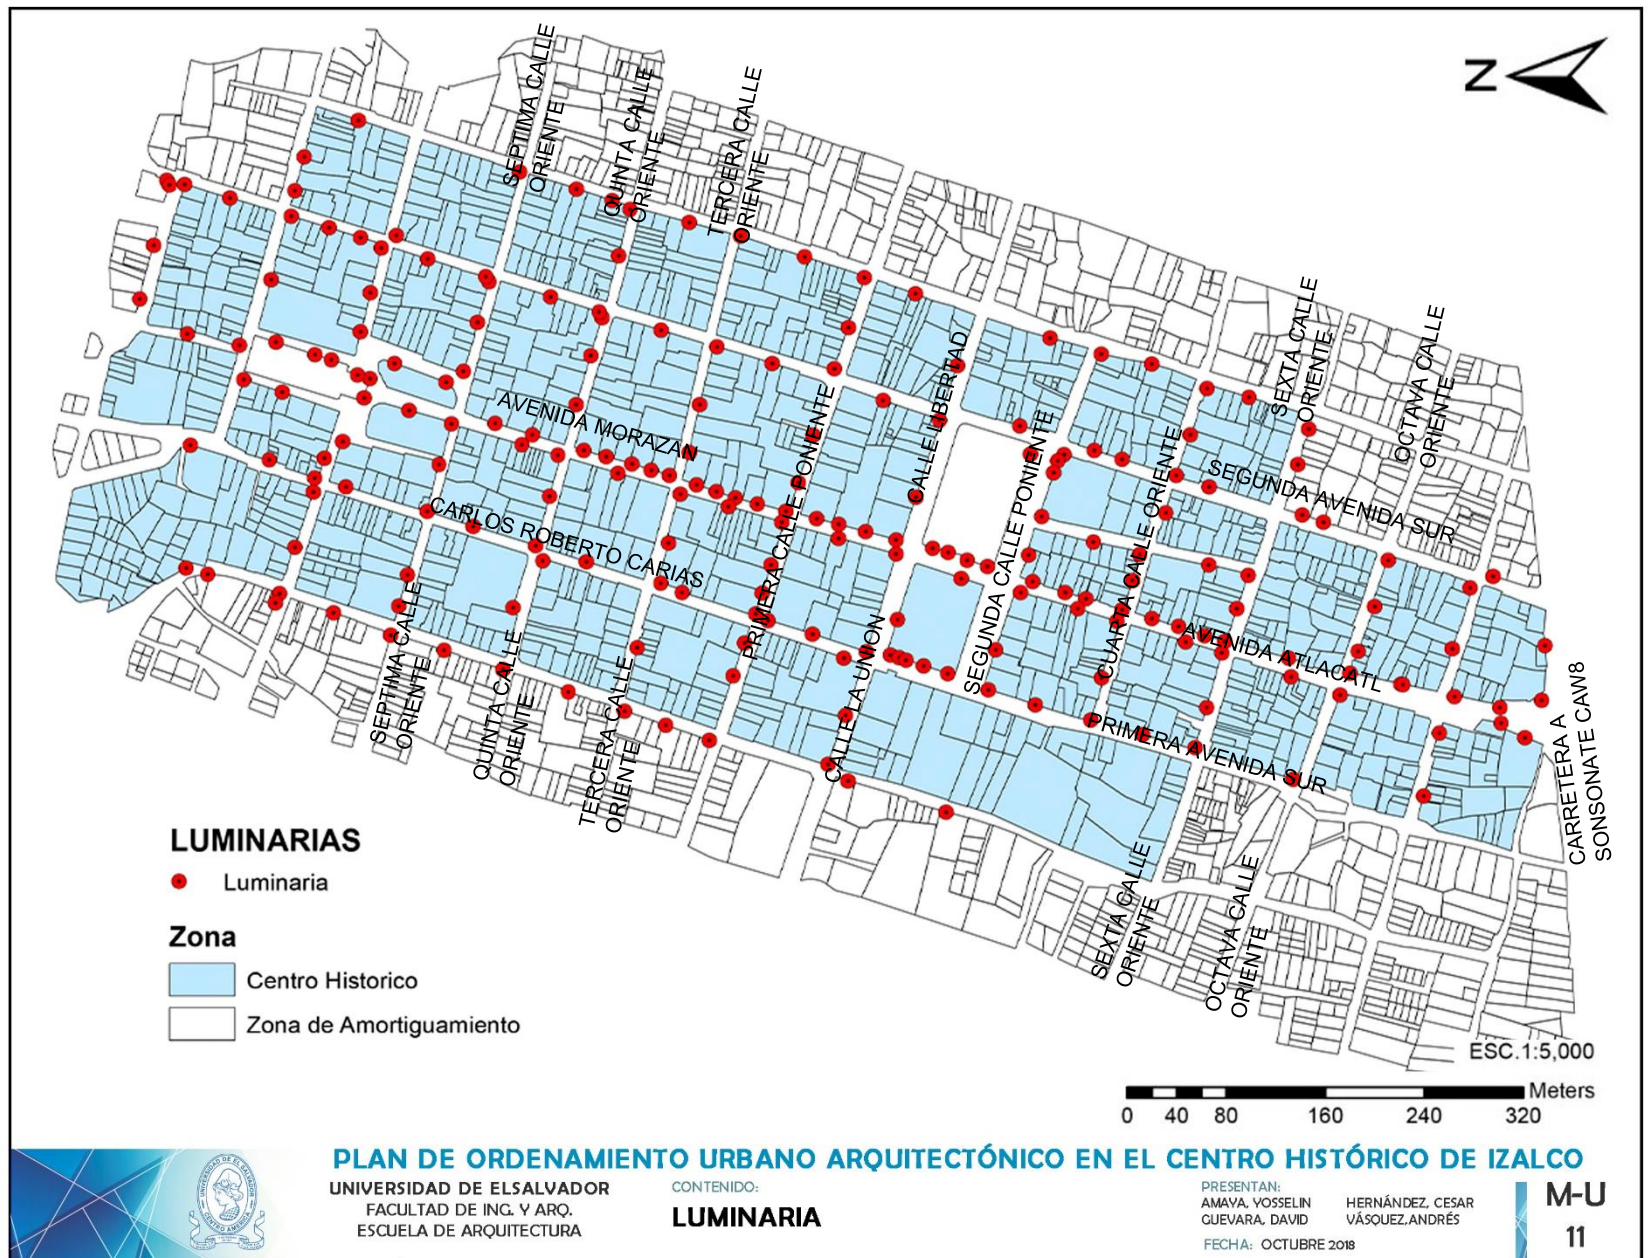 Z
SEPTIMA CALLE
ORIENTE
QUINTA CALLE
ORIENTE
TERCERA CALLE
ORIENTE
SEXTA CALLE
ORIENTE
OCTAVA CALLE
ORIENTE
AVENIDA MORAZAN
PRIMERA CALLE PONIENTE
CALLE LIBERTAD
SEGUNDA CALLE PONIENTE
CUARTA CALLE ORIENTE
SEGUNDA AVENIDA SUR
CARLOS ROBERTO CARIAS
AVENIDA ATLACATL
CALLE LA UNION
PRIMERA AVENIDA SUR
SEPTIMA CALLE
ORIENTE
QUINTA CALLE
ORIENTE
TERCERA CALLE
ORIENTE
SEXTA CALLE
ORIENTE
OCTAVA CALLE
ORIENTE
CARRETERA A
SONSONATE CAW8
LUMINARIAS
Luminaria
Zona
Centro Historico
Zona de Amortiguamiento
ESC.1:5,000
Meters
0 40 80 160 240 320
PLAN DE ORDENAMIENTO URBANO ARQUITECTÓNICO EN EL CENTRO HISTÓRICO DE IZALCO
UNIVERSIDAD DE ELSALVADOR
FACULTAD DE ING. Y ARQ.
ESCUELA DE ARQUITECTURA
CONTENIDO:
LUMINARIA
PRESENTAN:
AMAYA, YOSSELIN HERNÁNDEZ, CESAR
GUEVARA, DAVID VÁSQUEZ,ANDRÉS
FECHA: OCTUBRE 2018
M-U
11